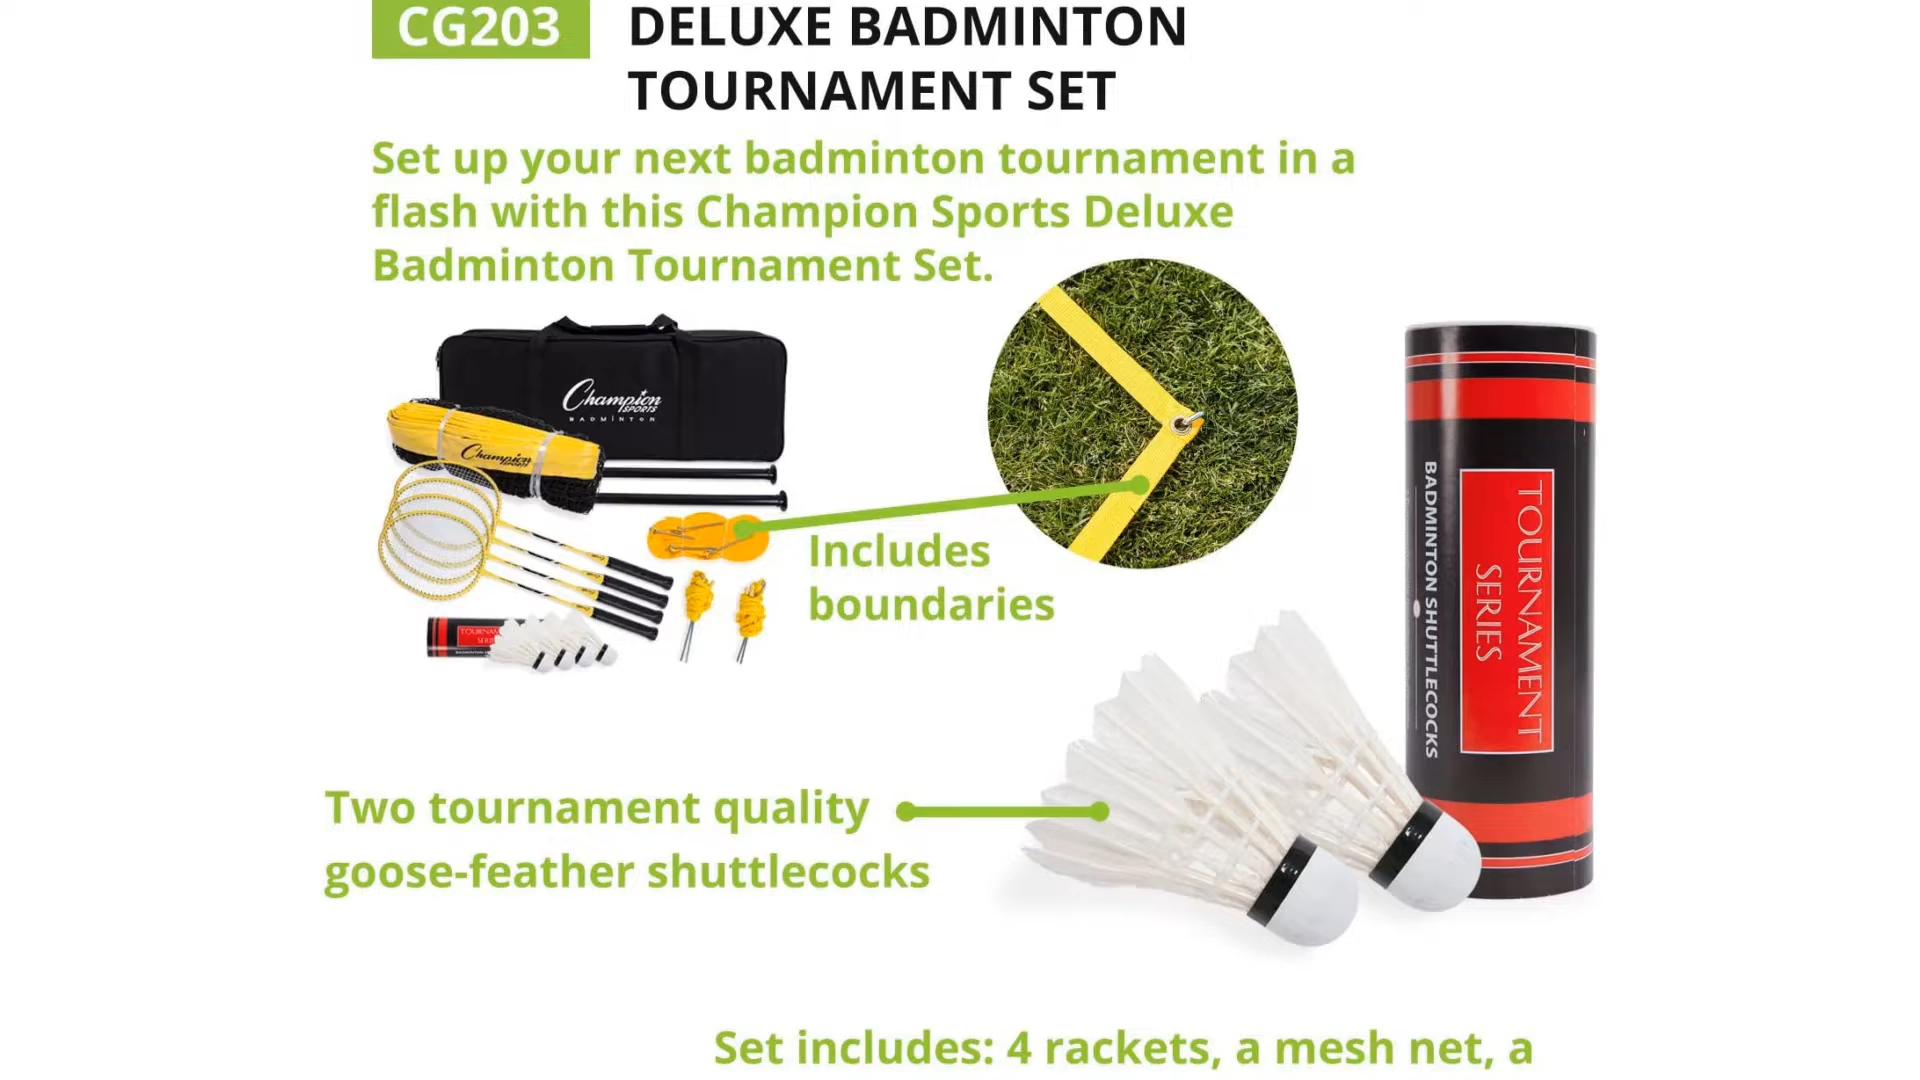 CG203
DELUXE BADMINTON
TOURNAMENT SET
Set up your next badminton tournament in a
flash with this Champion Sports Deluxe
Badminton Tournament Set.
Champion
SPORTS
BADMINTON
Champion
SPORTS
Includes
boundaries
TOURNAMENT
SERIES
BADMINTON SHUTTLECOCKS
Two tournament quality
goose-feather shuttlecocks
Set includes: 4 rackets, a mesh net, a